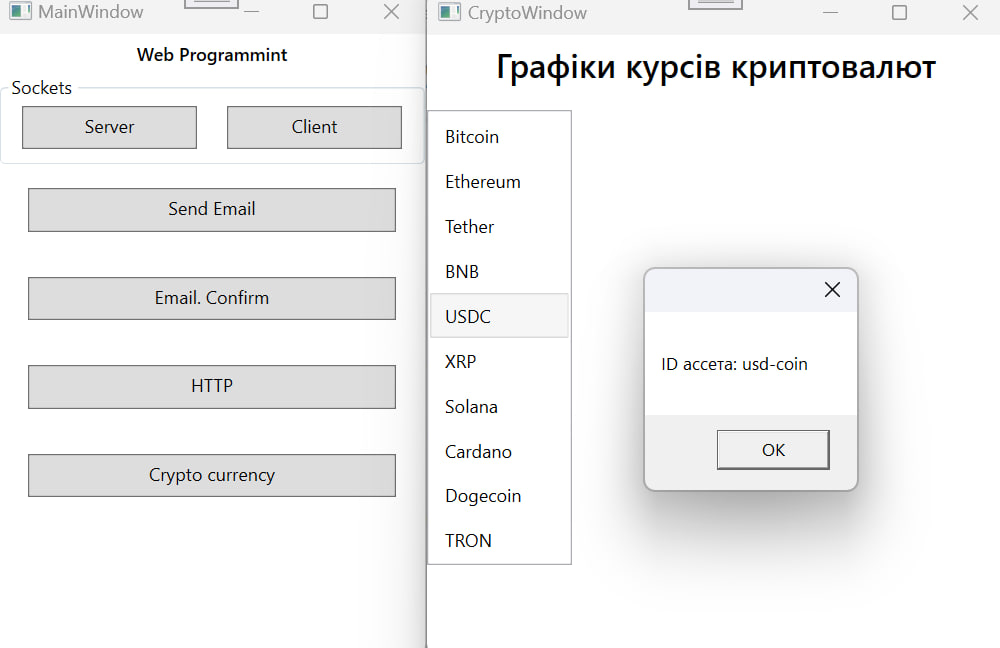 MainWindow
Web Programmint
Sockets
Server
Client
Send Email
Email. Confirm
HTTP
Crypto currency
CryptoWindow
Графіки курсів криптовалют
Bitcoin
Ethereum
Tether
BNB
USDC
XRP
Solana
Cardano
Dogecoin
TRON
ID ассета: usd-coin
OK